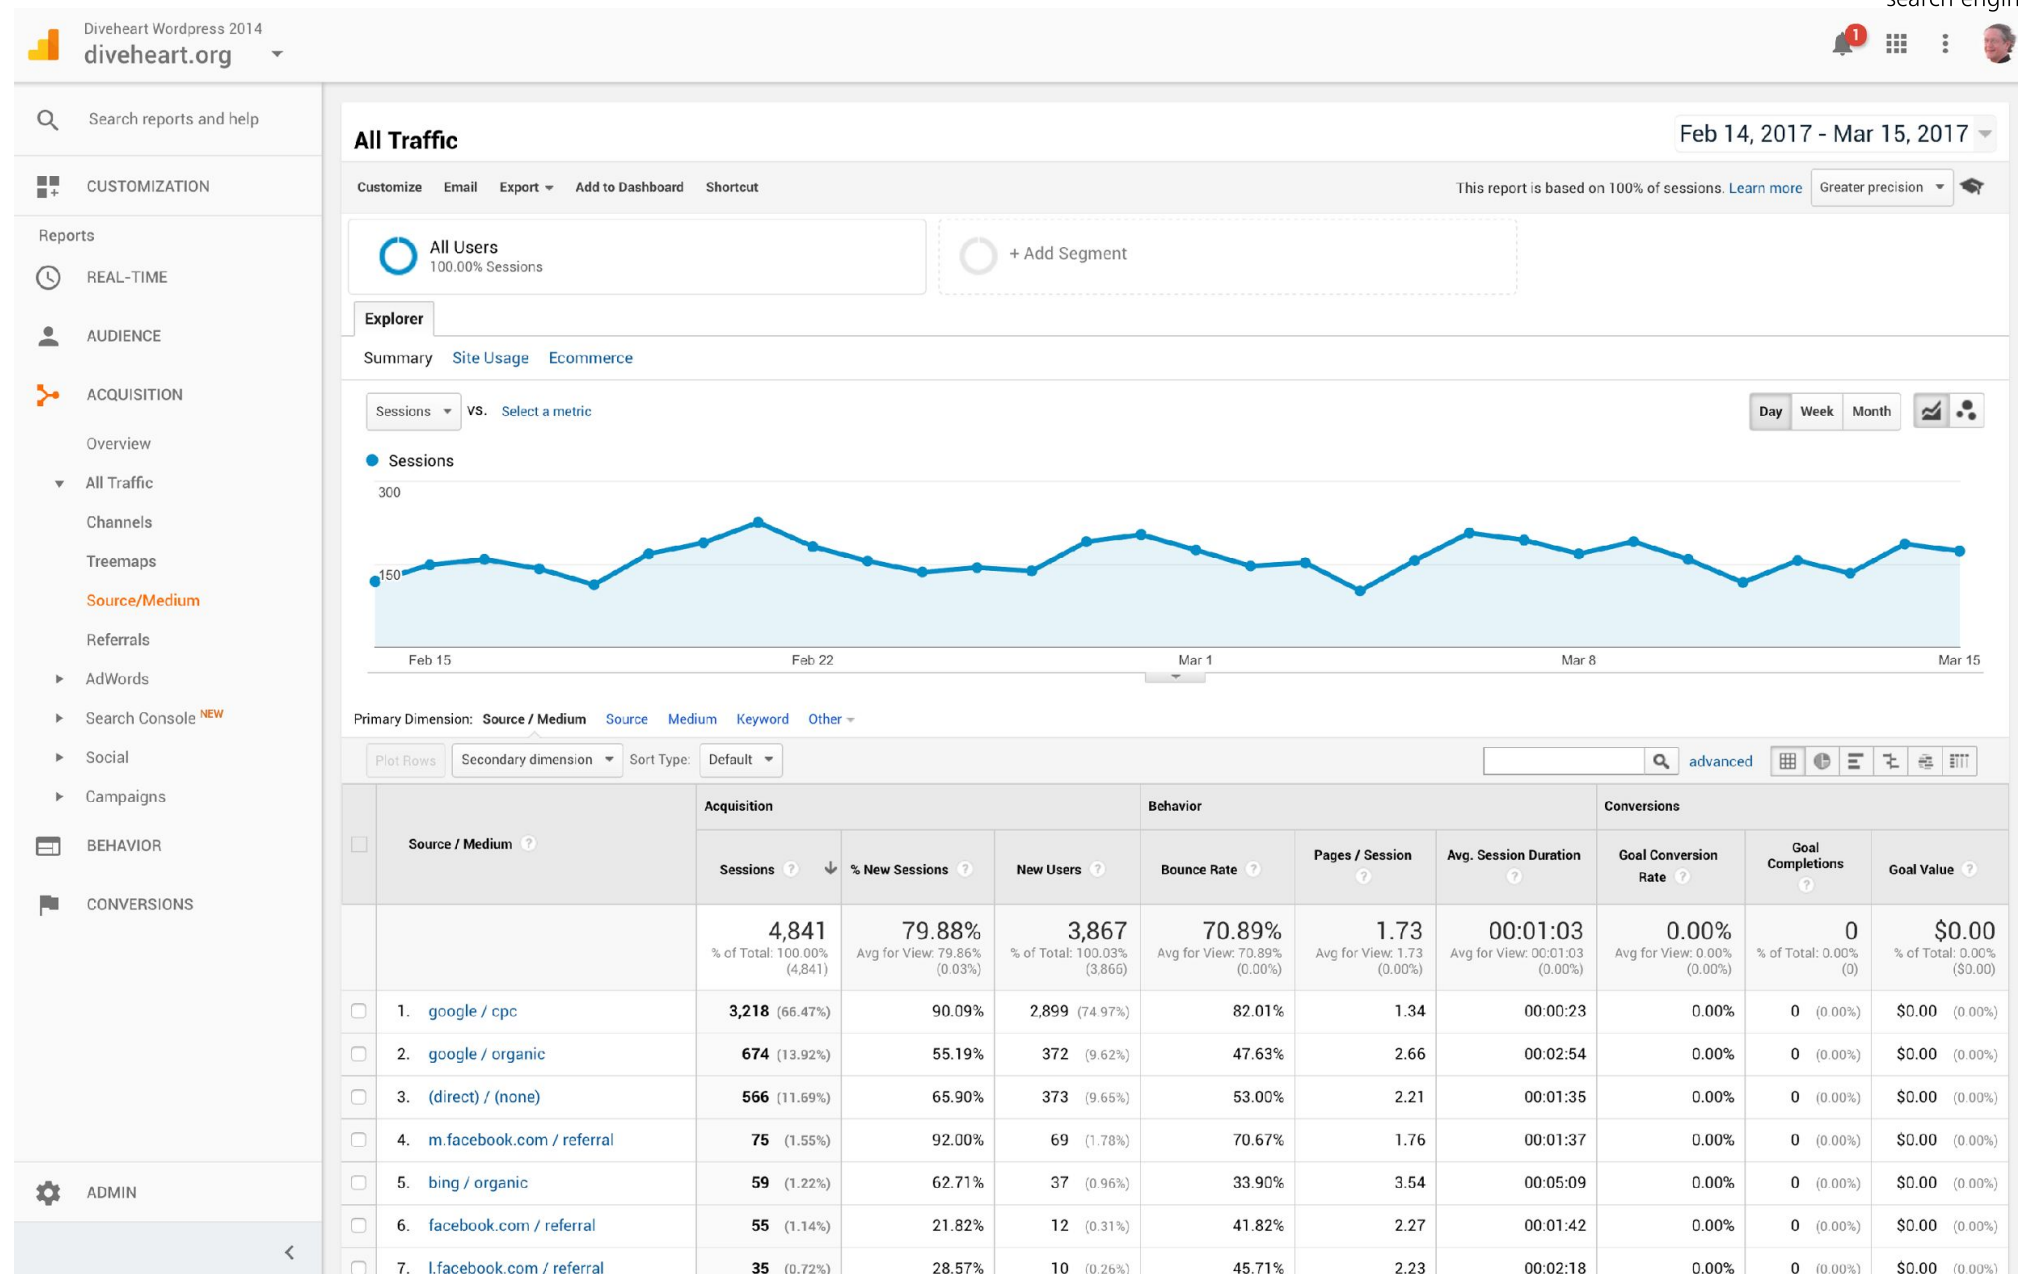 search engin
Diveheart Wordpress 2014
diveheart.org
1
Search reports and help
CUSTOMIZATION
Reports
REAL-TIME
AUDIENCE
ACQUISITION
Overview
All Traffic
Channels
Treemaps
Source/Medium
Referrals
AdWords
Search Console NEW
Social
Campaigns
BEHAVIOR
CONVERSIONS
ADMIN
All Traffic
Feb 14, 2017 - Mar 15, 2017
Customize Email Export Add to Dashboard Shortcut
This report is based on 100% of sessions. Learn more Greater precision
All Users
100.00% Sessions
+ Add Segment
Explorer
Summary Site Usage Ecommerce
Sessions VS. Select a metric
Day Week Month
Sessions
300
150
Feb 15 Feb 22 Mar 1 Mar 8 Mar 15
Primary Dimension: Source / Medium Source Medium Keyword Other
Plot Rows Secondary dimension Sort Type: Default advanced
Acquisition Behavior Conversions
Source / Medium ? Sessions ? % New Sessions ? New Users ? Bounce Rate ? Pages / Session ? Avg. Session Duration ? Goal Conversion Rate ? Goal Completions ? Goal Value ?
4,841 79.88% 3,867 70.89% 1.73 00:01:03 0.00% 0 $0.00
% of Total: 100.00% Avg for View: 79.86% % of Total: 100.03% Avg for View: 70.89% Avg for View: 1.73 Avg for View: 00:01:03 Avg for View: 0.00% % of Total: 0.00% % of Total: 0.00%
(4,841) (0.03%) (3,866) (0.00%) (0.00%) (0.00%) (0.00%) (0) ($0.00)
1. google / cpc 3,218 (66.47%) 90.09% 2,899 (74.97%) 82.01% 1.34 00:00:23 0.00% 0 (0.00%) $0.00 (0.00%)
2. google / organic 674 (13.92%) 55.19% 372 (9.62%) 47.63% 2.66 00:02:54 0.00% 0 (0.00%) $0.00 (0.00%)
3. (direct) / (none) 566 (11.69%) 65.90% 373 (9.65%) 53.00% 2.21 00:01:35 0.00% 0 (0.00%) $0.00 (0.00%)
4. m.facebook.com / referral 75 (1.55%) 92.00% 69 (1.78%) 70.67% 1.76 00:01:37 0.00% 0 (0.00%) $0.00 (0.00%)
5. bing / organic 59 (1.22%) 62.71% 37 (0.96%) 33.90% 3.54 00:05:09 0.00% 0 (0.00%) $0.00 (0.00%)
6. facebook.com / referral 55 (1.14%) 21.82% 12 (0.31%) 41.82% 2.27 00:01:42 0.00% 0 (0.00%) $0.00 (0.00%)
7. l.facebook.com / referral 35 (0.72%) 28.57% 10 (0.26%) 45.71% 2.23 00:02:18 0.00% 0 (0.00%) $0.00 (0.00%)